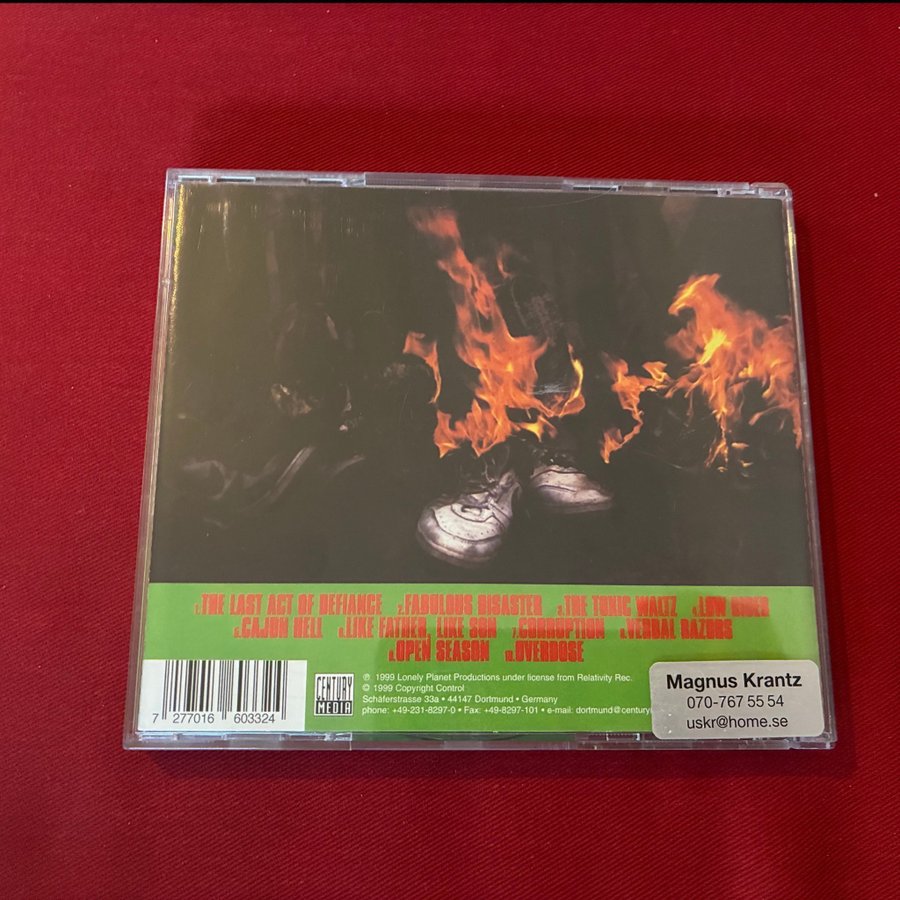 1. THE LAST ACT OF DEFIANCE 2. FABULOUS DISASTER 3. THE TOXIC WALTZ 4. LOW RIDER
5. CAJUN HELL 6. LIKE FATHER, LIKE SON 7. CORRUPTION 8. VERBAL RAZORS
9. OPEN SEASON 10. OVERDOSE
7 277016 603324
CENTURY
MEDIA
℗ 1999 Lonely Planet Productions under license from Relativity Rec.
© 1999 Copyright Control
Schäferstrasse 33a • 44147 Dortmund • Germany
phone: +49-231-8297-0 • Fax: +49-8297-101 • e-mail: dortmund@century
Magnus Krantz
070-767 55 54
uskr@home.se